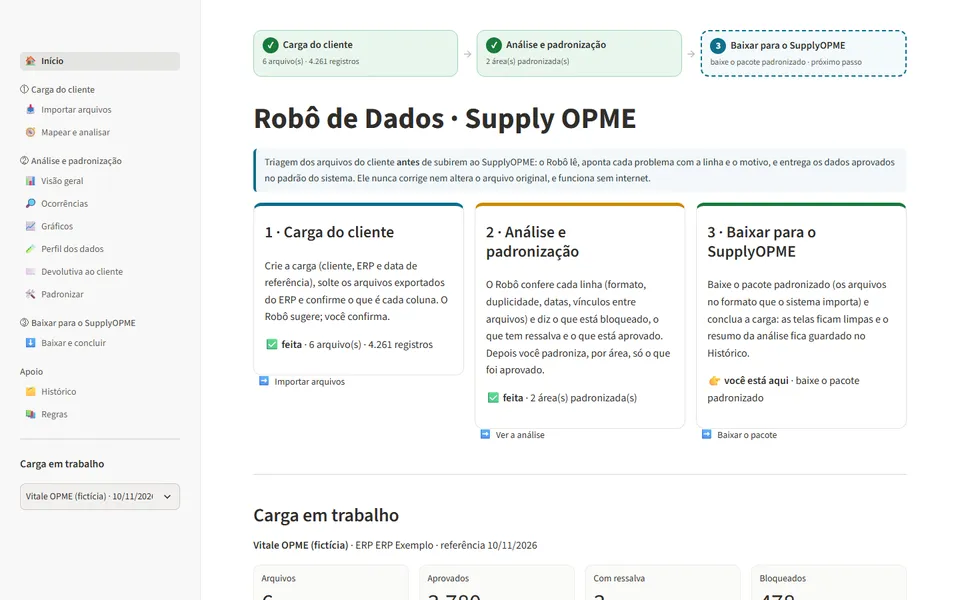 Início
① Carga do cliente
Importar arquivos
Mapear e analisar
② Análise e padronização
Visão geral
Ocorrências
Gráficos
Perfil dos dados
Devolutiva ao cliente
Padronizar
③ Baixar para o SupplyOPME
Baixar e concluir
Apoio
Histórico
Regras
Carga em trabalho
Vitale OPME (fictícia) · 10/11/202
Carga do cliente
6 arquivo(s) · 4.261 registros
Análise e padronização
2 área(s) padronizada(s)
3
Baixar para o SupplyOPME
baixe o pacote padronizado · próximo passo
Robô de Dados · Supply OPME
Triagem dos arquivos do cliente antes de subirem ao SupplyOPME: o Robô lê, aponta cada problema com a linha e o motivo, e entrega os dados aprovados
no padrão do sistema. Ele nunca corrige nem altera o arquivo original, e funciona sem internet.
1 · Carga do cliente
Crie a carga (cliente, ERP e data de
referência), solte os arquivos exportados
do ERP e confirme o que é cada coluna. O
Robô sugere; você confirma.
feita · 6 arquivo(s) · 4.261 registros
Importar arquivos
2 · Análise e
padronização
O Robô confere cada linha (formato,
duplicidade, datas, vínculos entre
arquivos) e diz o que está bloqueado, o
que tem ressalva e o que está aprovado.
Depois você padroniza, por área, só o que
foi aprovado.
feita · 2 área(s) padronizada(s)
Ver a análise
3 · Baixar para o
SupplyOPME
Baixe o pacote padronizado (os arquivos
no formato que o sistema importa) e
conclua a carga: as telas ficam limpas e o
resumo da análise fica guardado no
Histórico.
você está aqui · baixe o pacote
padronizado
Baixar o pacote
Carga em trabalho
Vitale OPME (fictícia) · ERP ERP Exemplo · referência 10/11/2026
Arquivos
Aprovados
Com ressalva
Bloqueados